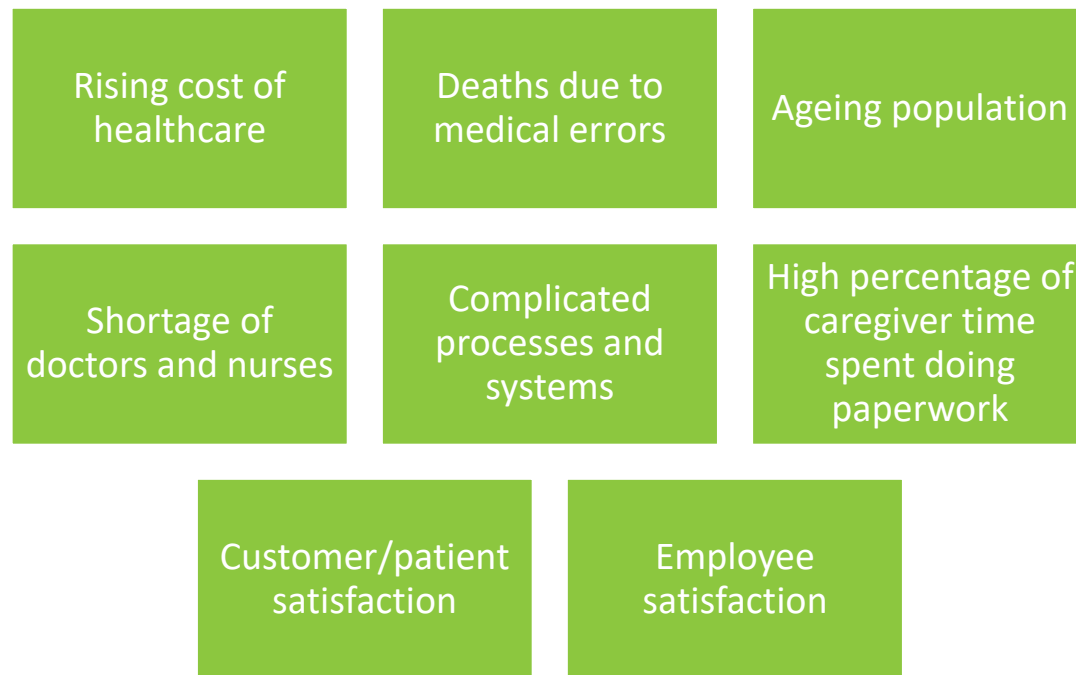 Rising cost of
healthcare
Deaths due to
medical errors
Ageing population
Shortage of
doctors and nurses
Complicated
processes and
systems
High percentage of
caregiver time
spent doing
paperwork
Customer/patient
satisfaction
Employee
satisfaction